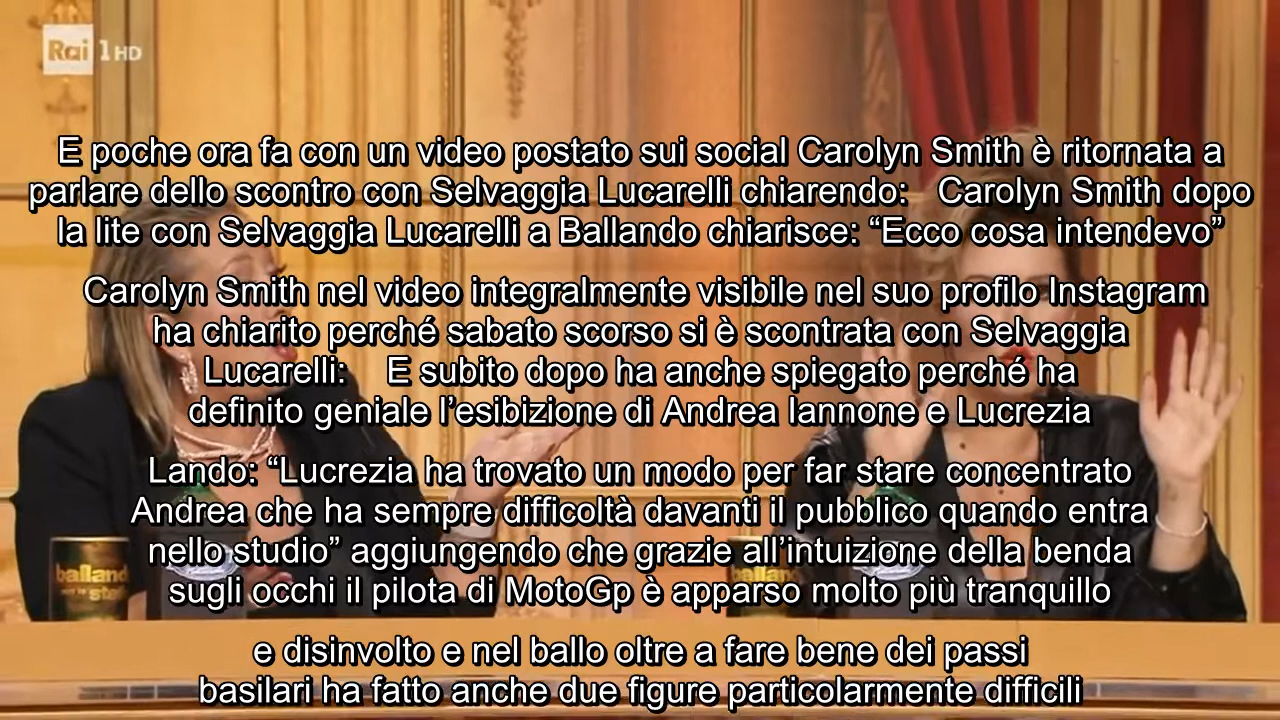 Rai 1 HD
E poche ora fa con un video postato sui social Carolyn Smith è ritornata a
parlare dello scontro con Selvaggia Lucarelli chiarendo: Carolyn Smith dopo
la lite con Selvaggia Lucarelli a Ballando chiarisce: “Ecco cosa intendevo”
Carolyn Smith nel video integralmente visibile nel suo profilo Instagram
ha chiarito perché sabato scorso si è scontrata con Selvaggia
Lucarelli: E subito dopo ha anche spiegato perché ha
definito geniale l’esibizione di Andrea Iannone e Lucrezia
Lando: “Lucrezia ha trovato un modo per far stare concentrato
Andrea che ha sempre difficoltà davanti il pubblico quando entra
nello studio” aggiungendo che grazie all’intuizione della benda
sugli occhi il pilota di MotoGp è apparso molto più tranquillo
e disinvolto e nel ballo oltre a fare bene dei passi
basilari ha fatto anche due figure particolarmente difficili